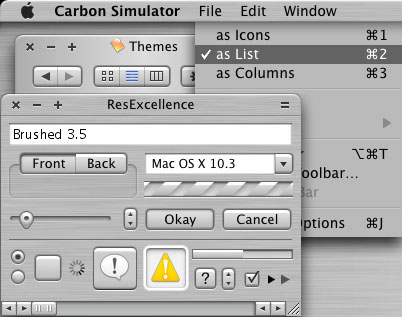 Carbon Simulator File Edit Window
as Icons ⌘1
✓ as List ⌘2
as Columns ⌘3
Themes
ResExcellence
Brushed 3.5
Front Back
Mac OS X 10.3
⌥⌘T
oolbar…
Bar
Okay Cancel
Options ⌘J
?